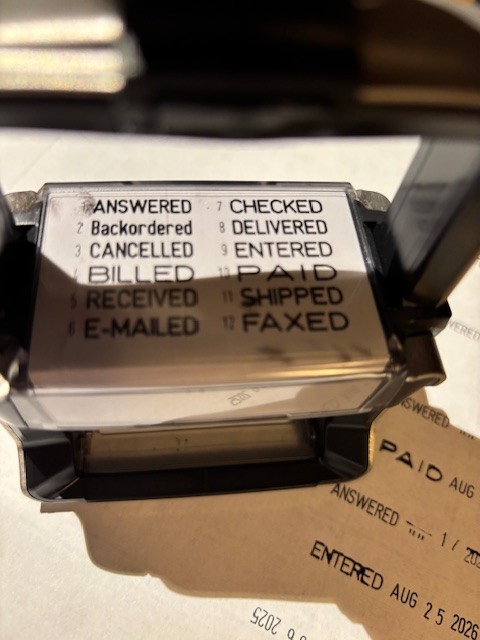 1 ANSWERED 7 CHECKED
2 Backordered 8 DELIVERED
3 CANCELLED 9 ENTERED
4 BILLED 10 PAID
5 RECEIVED 11 SHIPPED
6 E-MAILED 12 FAXED
PAID AUG
ANSWERED
ENTERED AUG 25 2026
2025